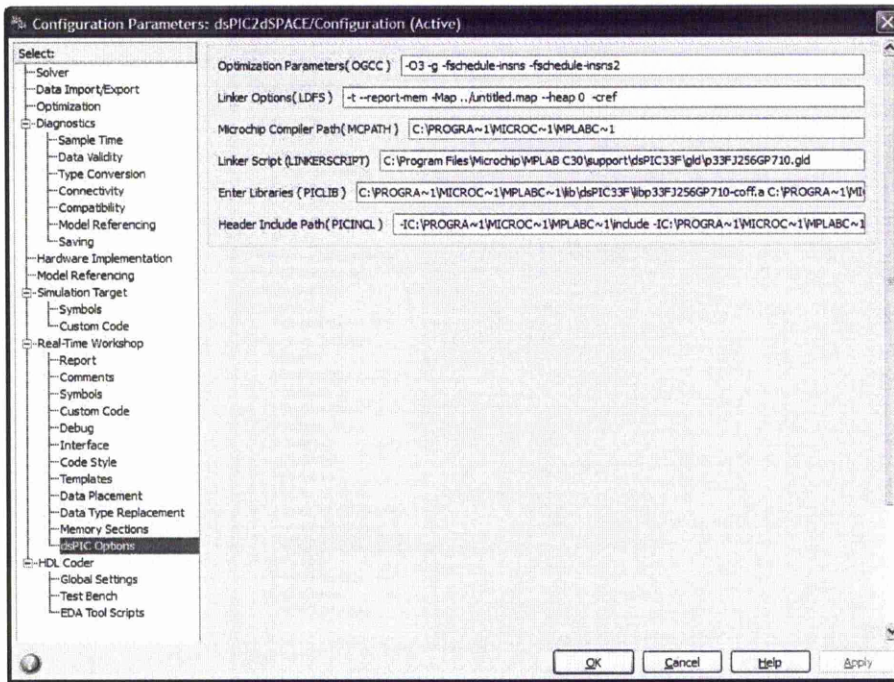 Configuration Parameters: dsPIC2dSPACE/Configuration (Active)
Select:
Solver
Data Import/Export
Optimization
Diagnostics
Sample Time
Data Validity
Type Conversion
Connectivity
Compatibility
Model Referencing
Saving
Hardware Implementation
Model Referencing
Simulation Target
Symbols
Custom Code
Real-Time Workshop
Report
Comments
Symbols
Custom Code
Debug
Interface
Code Style
Templates
Data Placement
Data Type Replacement
Memory Sections
dsPIC Options
HDL Coder
Global Settings
Test Bench
EDA Tool Scripts
Optimization Parameters( OGCC ) -O3 -g -fschedule-insns -fschedule-insns2
Linker Options( LDFS ) -t --report-mem -Map ../untitled.map --heap 0 -cref
Microchip Compiler Path( MCPATH ) C:\PROGRA~1\MICROC~1\MPLABC~1
Linker Script (LINKERSCRIPT) C:\Program Files\Microchip\MPLAB C30\support\dsPIC33F\gld\p33FJ256GP710.gld
Enter Libraries ( PICLIB ) C:\PROGRA~1\MICROC~1\MPLABC~1\lib\dsPIC33F\libp33FJ256GP710-coff.a C:\PROGRA~1\MI
Header Include Path( PICINCL ) -IC:\PROGRA~1\MICROC~1\MPLABC~1\include -IC:\PROGRA~1\MICROC~1\MPLABC~1
OK Cancel Help Apply